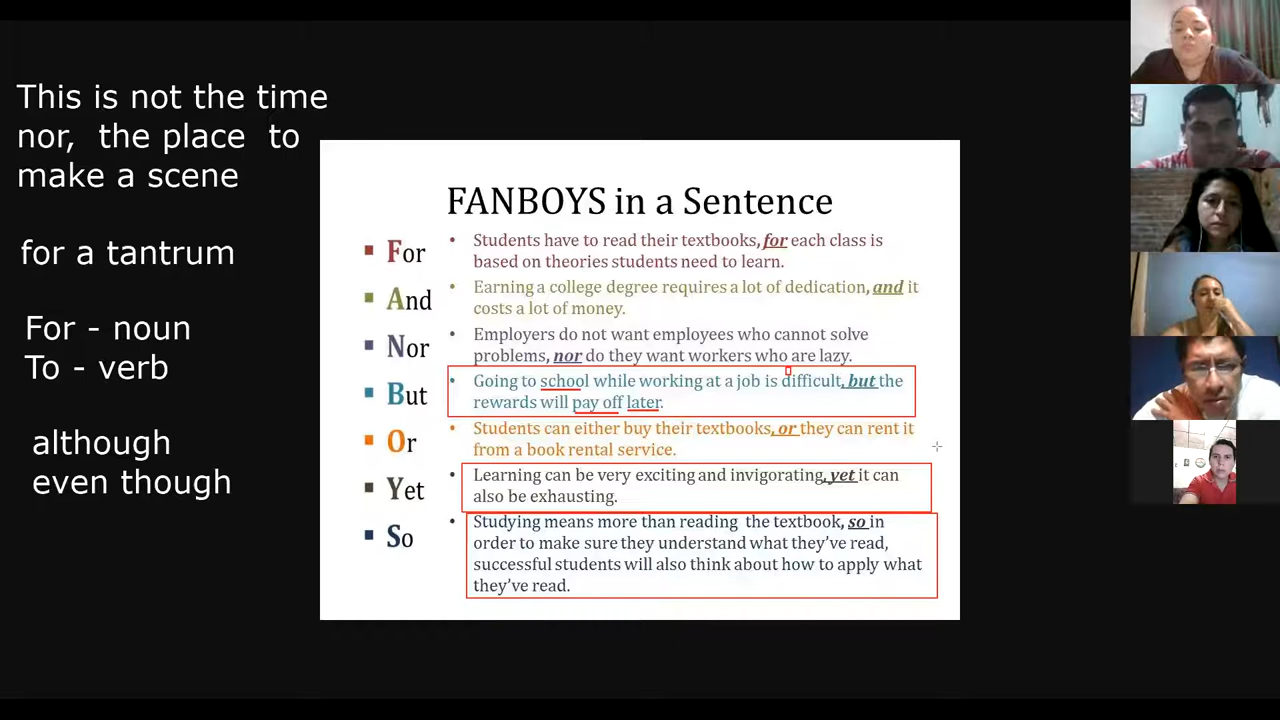 This is not the time
nor,  the place  to
make a scene
for a tantrum
For - noun
To - verb
although
even though
FANBOYS in a Sentence
For
And
Nor
But
Or
Yet
So
Students have to read their textbooks, for each class is
based on theories students need to learn.
Earning a college degree requires a lot of dedication, and it
costs a lot of money.
Employers do not want employees who cannot solve
problems, nor do they want workers who are lazy.
Going to school while working at a job is difficult, but the
rewards will pay off later.
Students can either buy their textbooks, or they can rent it
from a book rental service.
Learning can be very exciting and invigorating, yet it can
also be exhausting.
Studying means more than reading  the textbook, so in
order to make sure they understand what they've read,
successful students will also think about how to apply what
they've read.